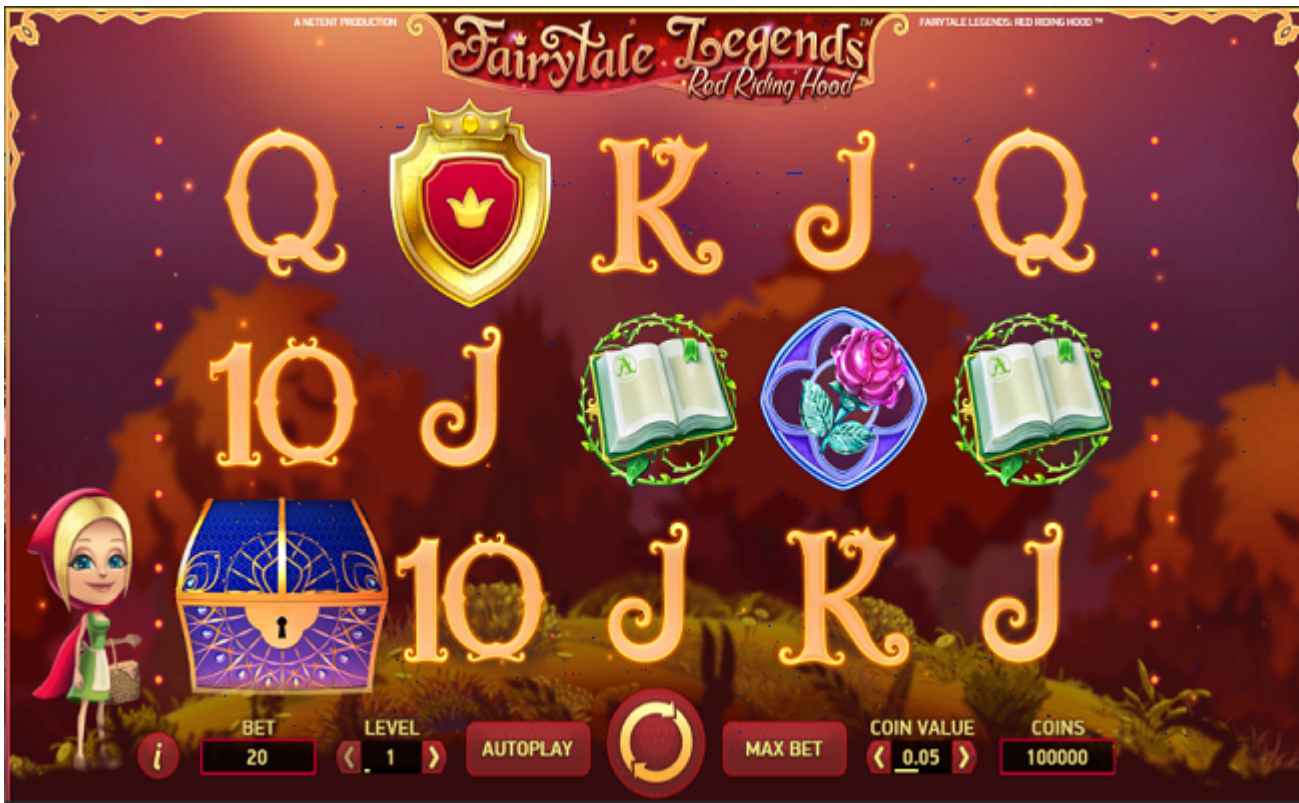 A NETENT PRODUCTION
Fairytale Legends™
Red Riding Hood
FAIRYTALE LEGENDS: RED RIDING HOOD ™
Q K J Q
10 J A A
10 J K J
BET LEVEL COIN VALUE COINS
i 20 1 AUTOPLAY MAX BET 0.05 100000